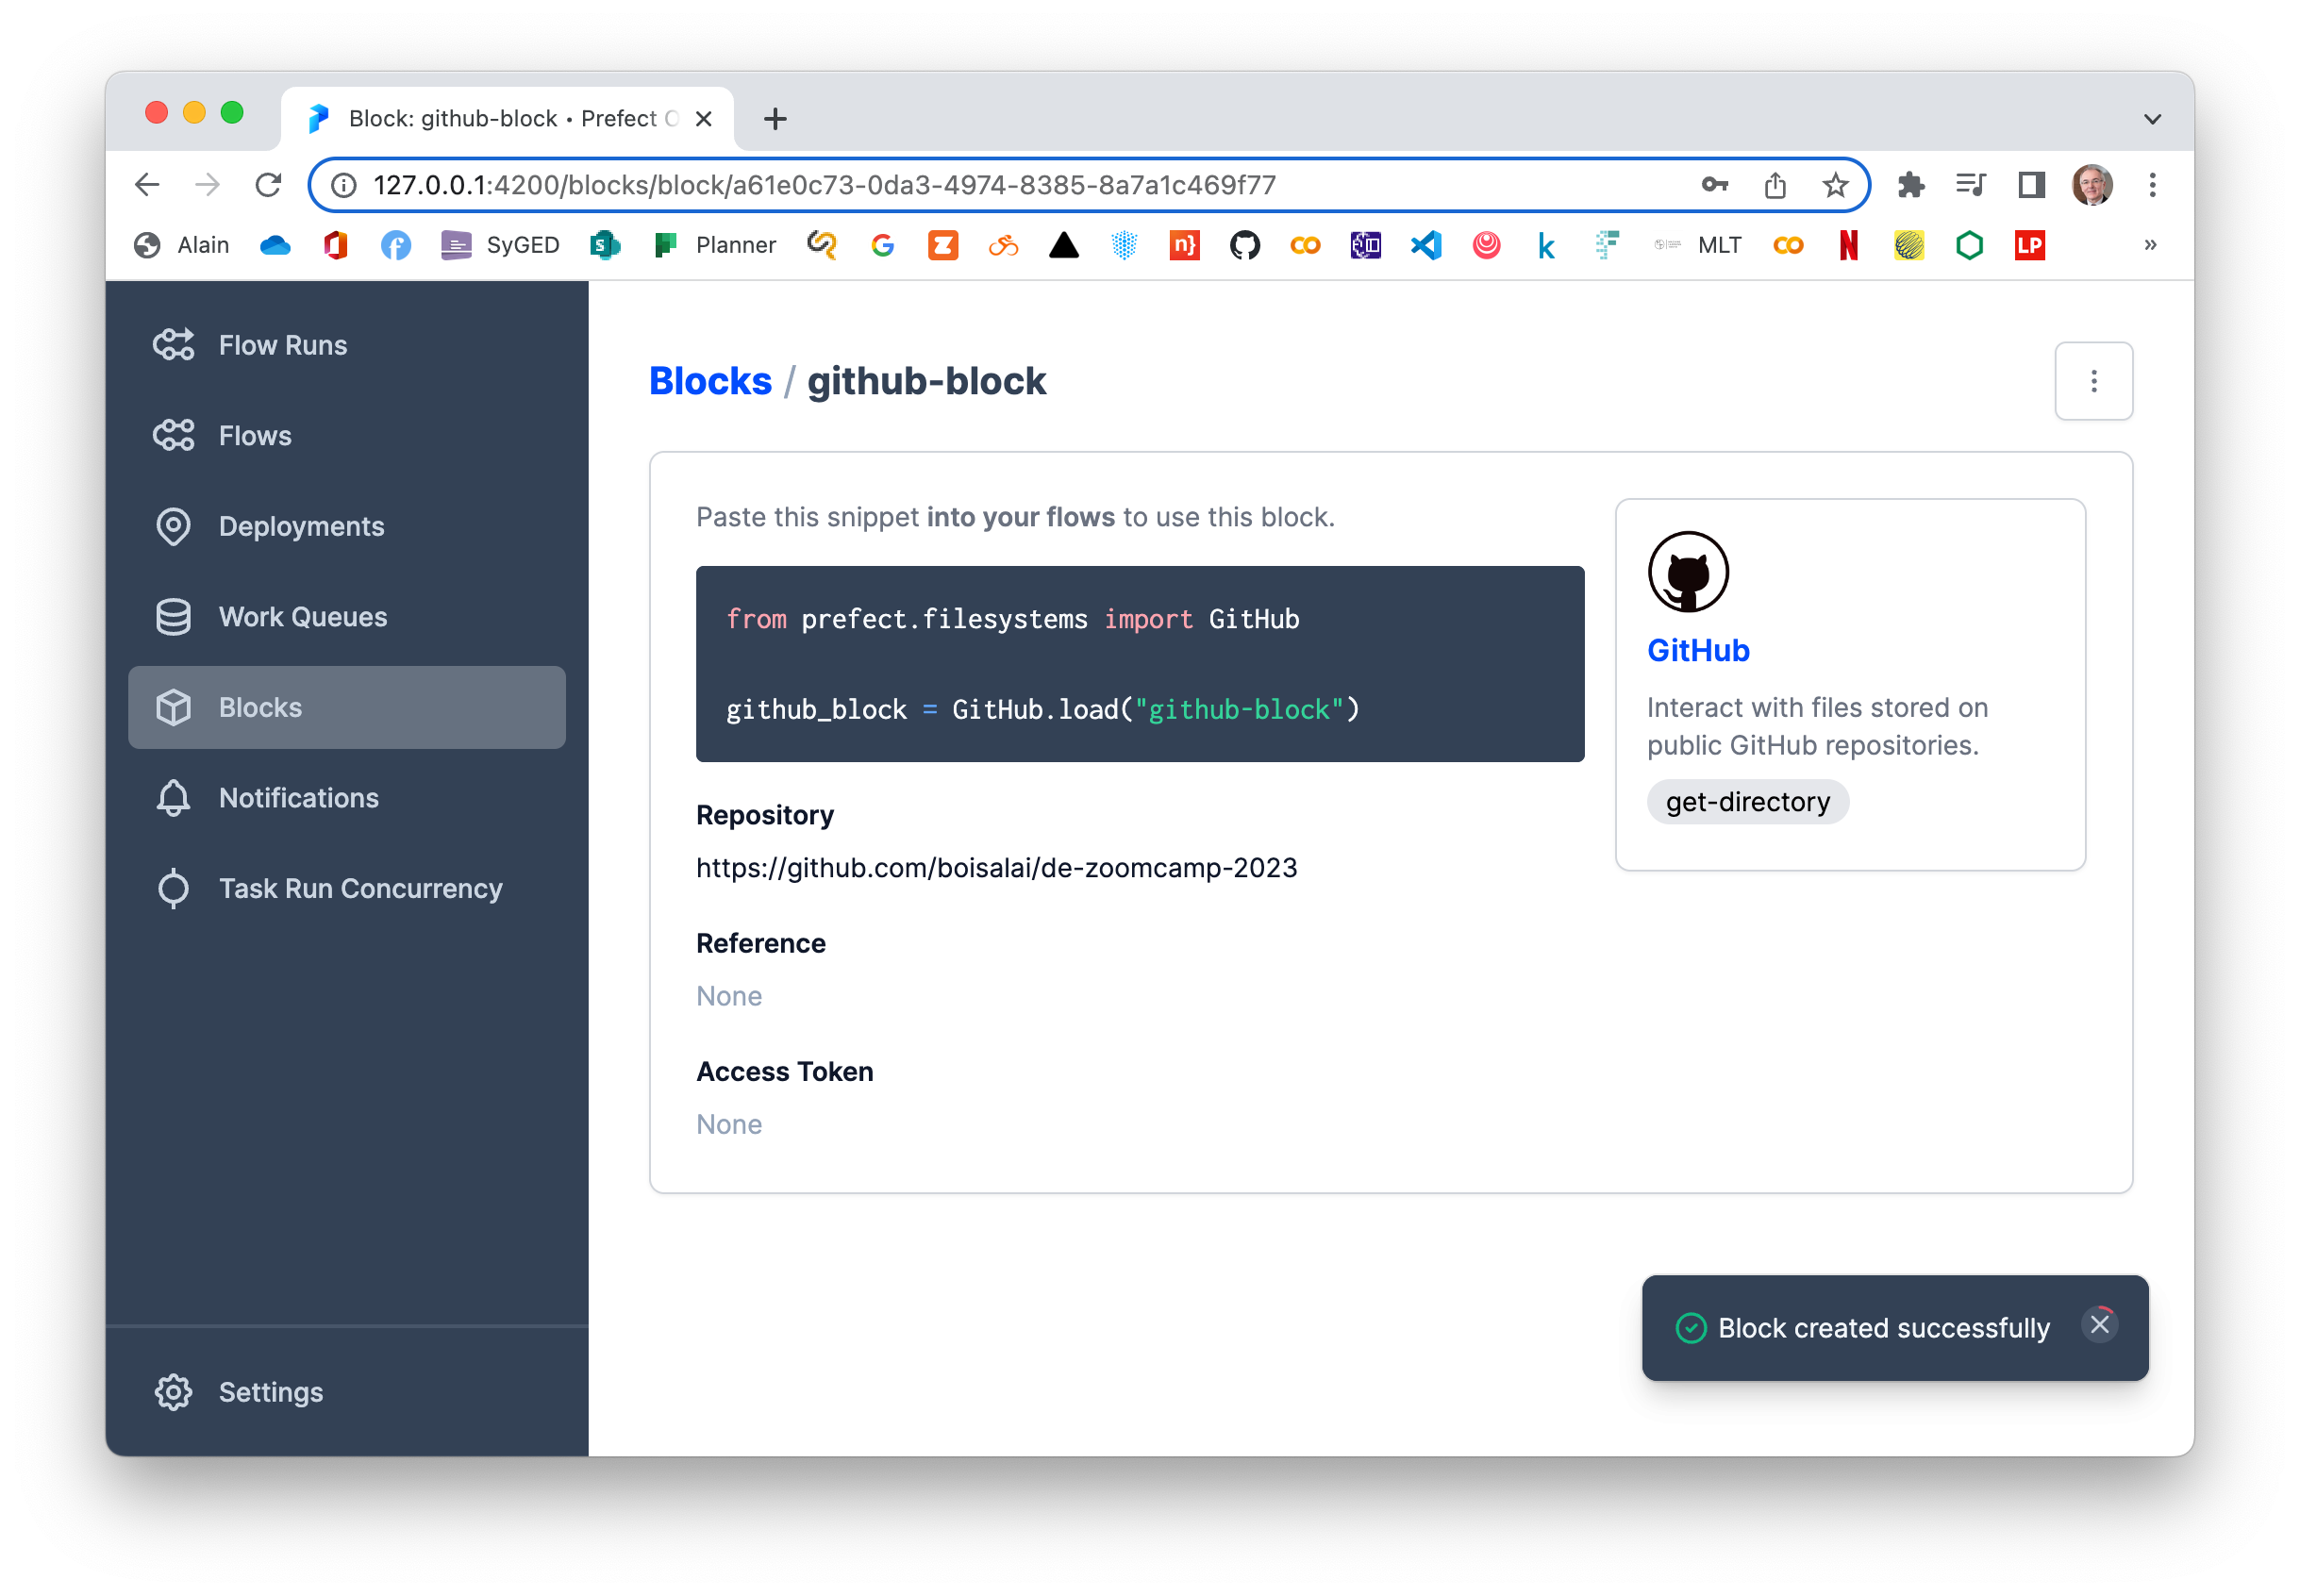 Block: github-block • Prefect O
127.0.0.1:4200/blocks/block/a61e0c73-0da3-4974-8385-8a7a1c469f77
Alain
SyGED
Planner
MLT
LP
»
Flow Runs
Flows
Deployments
Work Queues
Blocks
Notifications
Task Run Concurrency
Settings
Blocks / github-block
Paste this snippet into your flows to use this block.
from prefect.filesystems import GitHub
github_block = GitHub.load("github-block")
Repository
https://github.com/boisalai/de-zoomcamp-2023
Reference
None
Access Token
None
GitHub
Interact with files stored on
public GitHub repositories.
get-directory
Block created successfully